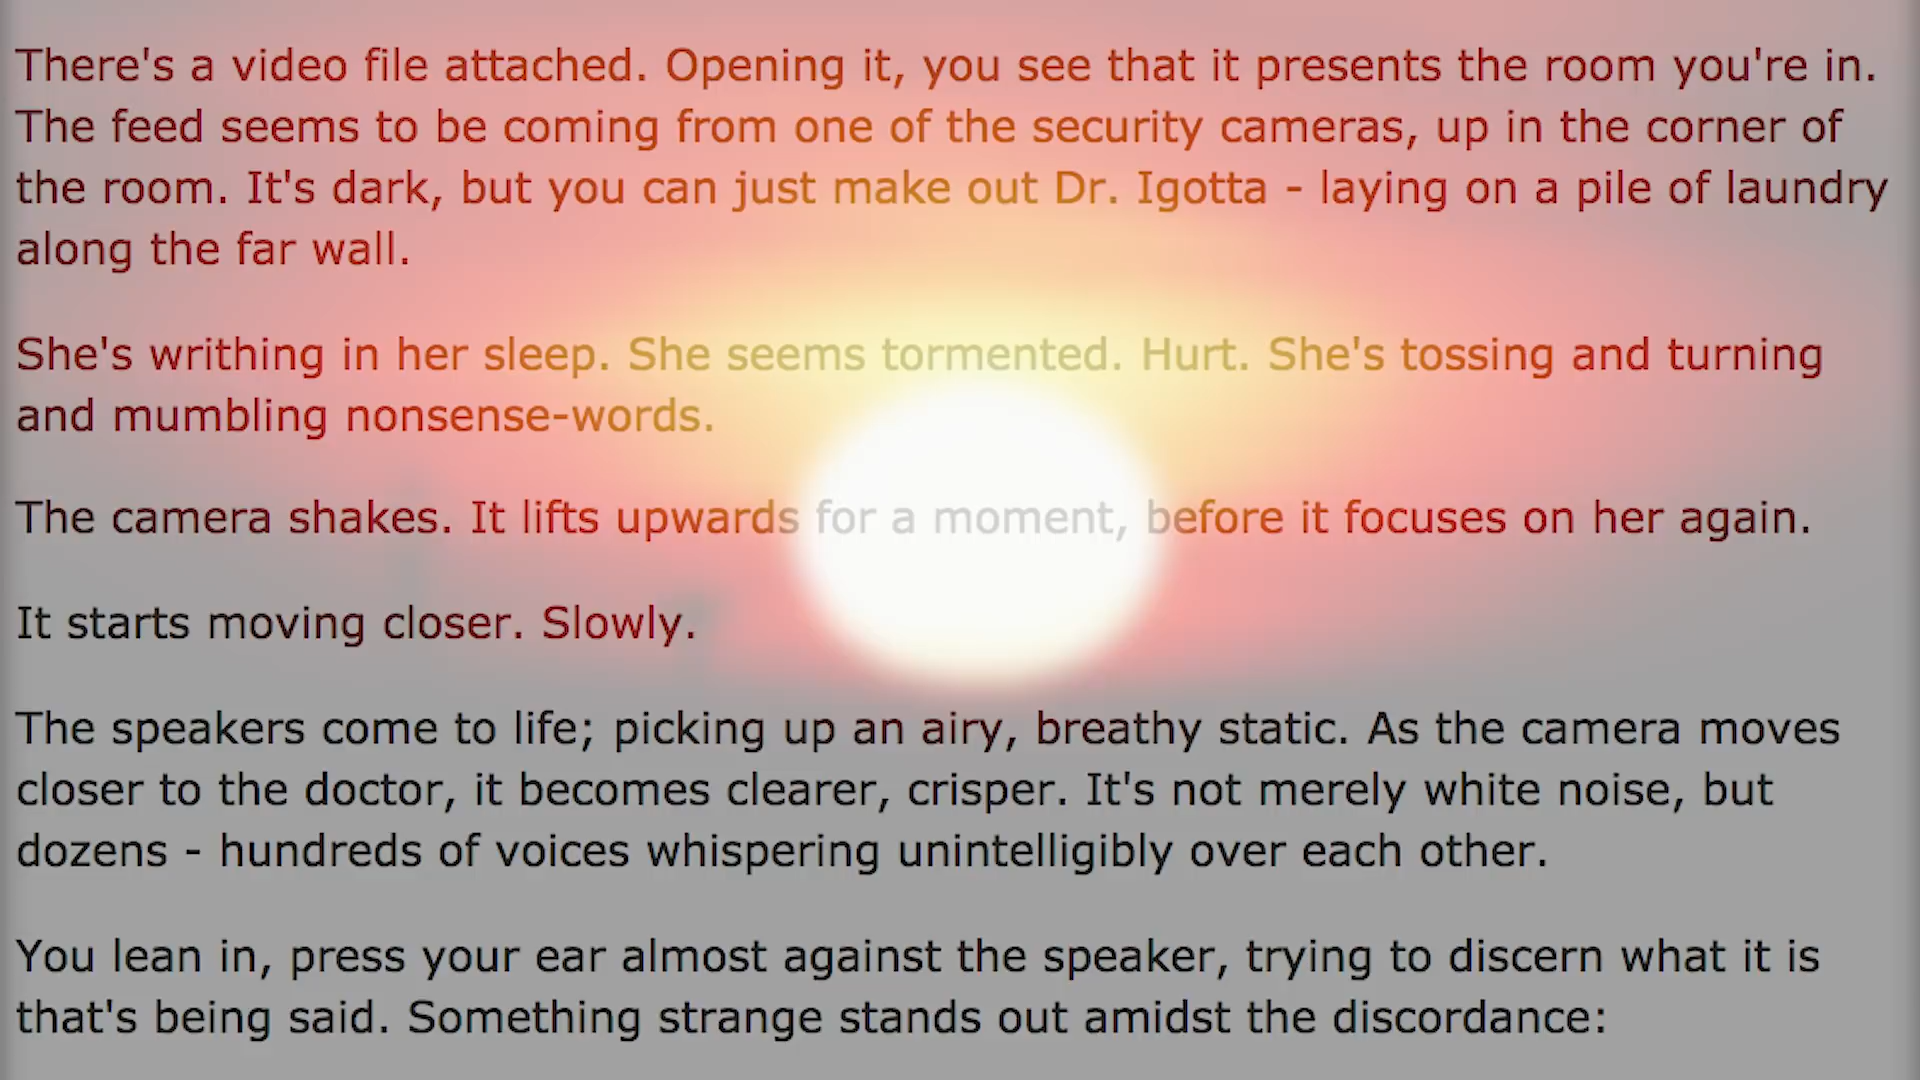 There's a video file attached. Opening it, you see that it presents the room you're in.
The feed seems to be coming from one of the security cameras, up in the corner of
the room. It's dark, but you can just make out Dr. Igotta - laying on a pile of laundry
along the far wall.
She's writhing in her sleep. She seems tormented. Hurt. She's tossing and turning
and mumbling nonsense-words.
The camera shakes. It lifts upwards for a moment, before it focuses on her again.
It starts moving closer. Slowly.
The speakers come to life; picking up an airy, breathy static. As the camera moves
closer to the doctor, it becomes clearer, crisper. It's not merely white noise, but
dozens - hundreds of voices whispering unintelligibly over each other.
You lean in, press your ear almost against the speaker, trying to discern what it is
that's being said. Something strange stands out amidst the discordance: